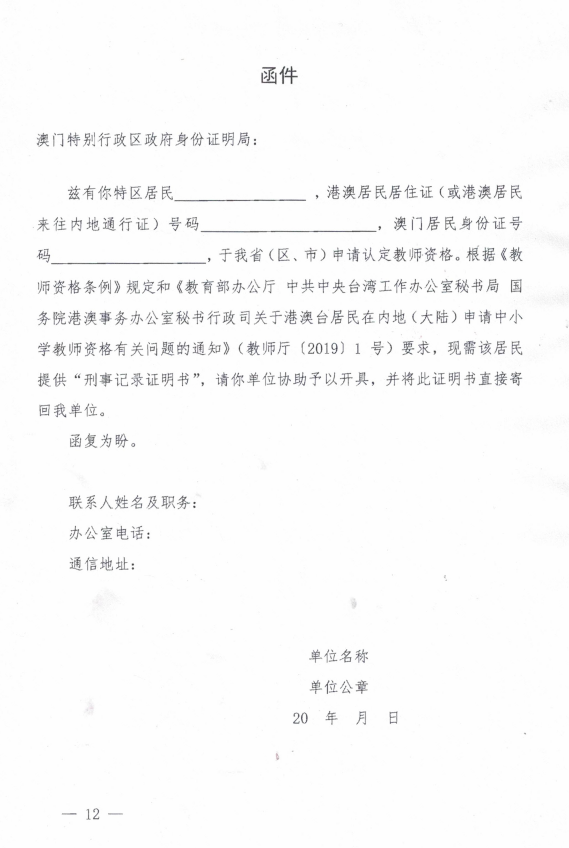 函件
澳门特别行政区政府身份证明局：
兹有你特区居民________________，港澳居民居住证（或港澳居民
来往内地通行证）号码______________________，澳门居民身份证号
码___________________，于我省（区、市）申请认定教师资格。根据《教
师资格条例》规定和《教育部办公厅 中共中央台湾工作办公室秘书局 国
务院港澳事务办公室秘书行政司关于港澳台居民在内地（大陆）申请中小
学教师资格有关问题的通知》（教师厅〔2019〕1 号）要求，现需该居民
提供“刑事记录证明书”，请你单位协助予以开具，并将此证明书直接寄
回我单位。
函复为盼。
联系人姓名及职务：
办公室电话：
通信地址：
单位名称
单位公章
20 年 月 日
— 12 —